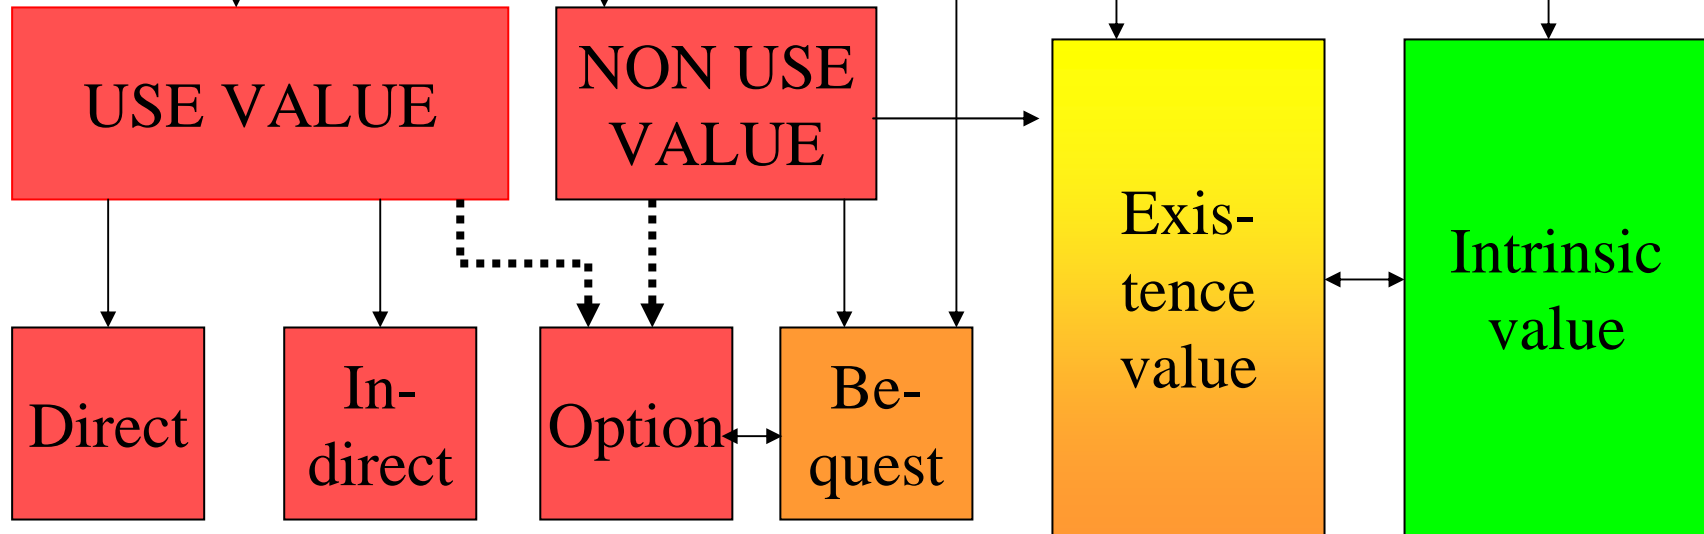 USE VALUE
NON USE
VALUE
Exis-
tence
value
Intrinsic
value
Direct
In-
direct
Option
Be-
quest